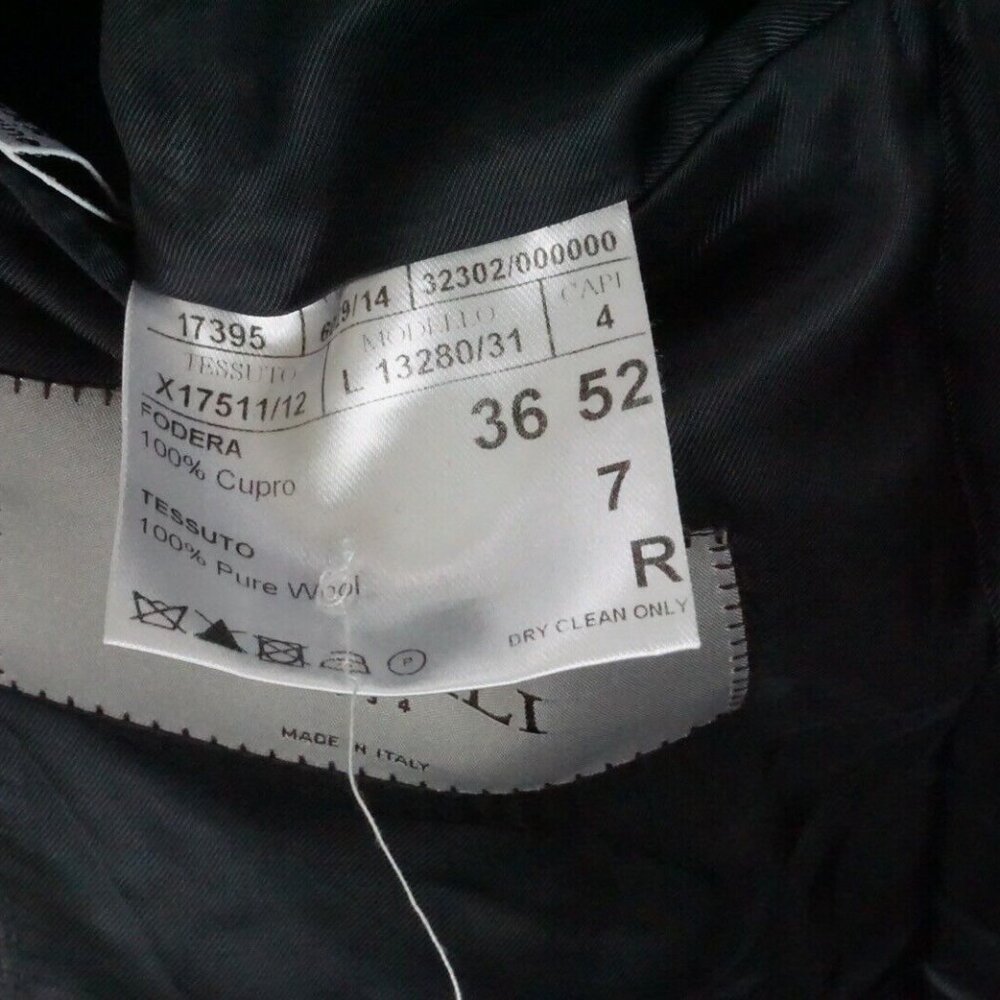 17395
32302/000000
TESSUTO
MODELLO
CAPI
X17511/12
L 13280/31
4
FODERA
100% Cupro
36 52
7
R
TESSUTO
100% Pure Wool
DRY CLEAN ONLY
P
LI
MADE IN ITALY